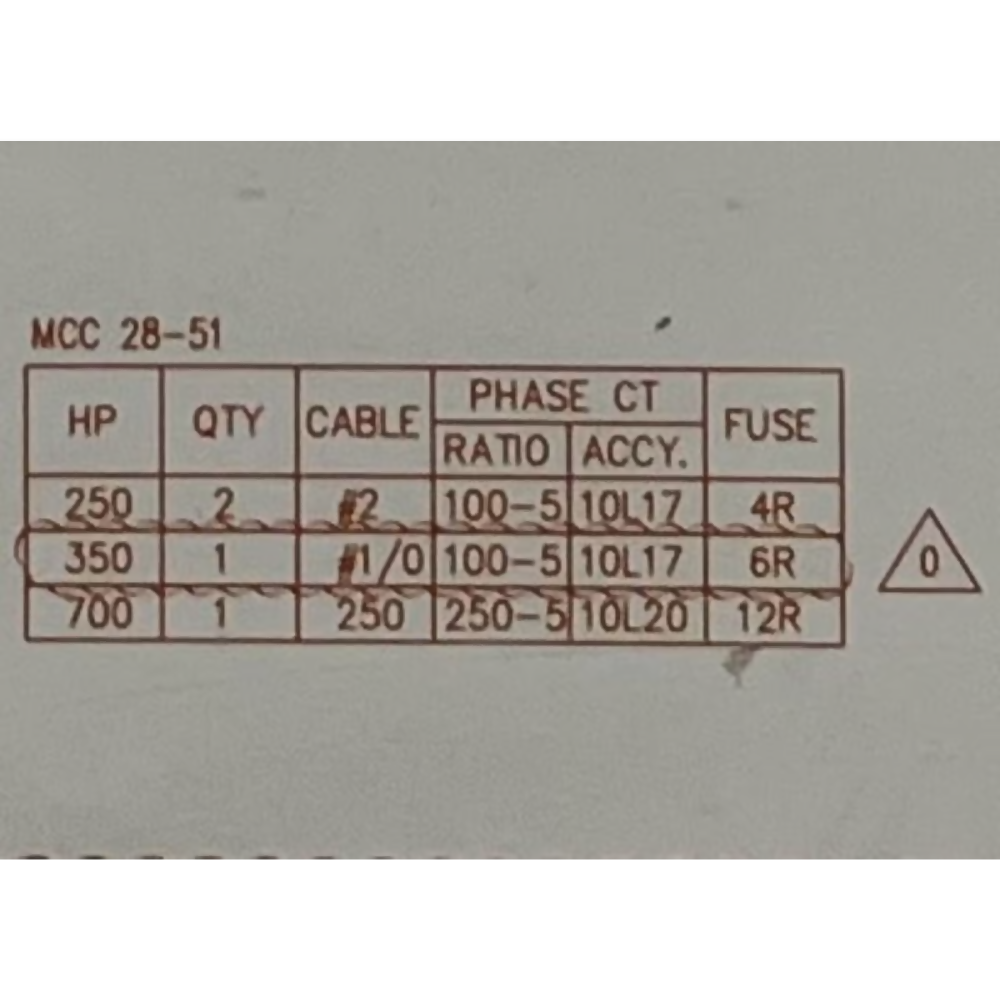 MCC 28-51
HP QTY CABLE PHASE CT FUSE
RATIO ACCY.
250 2 #2 100-5 10L17 4R
350 1 #1/0 100-5 10L17 6R
700 1 250 250-5 10L20 12R
0